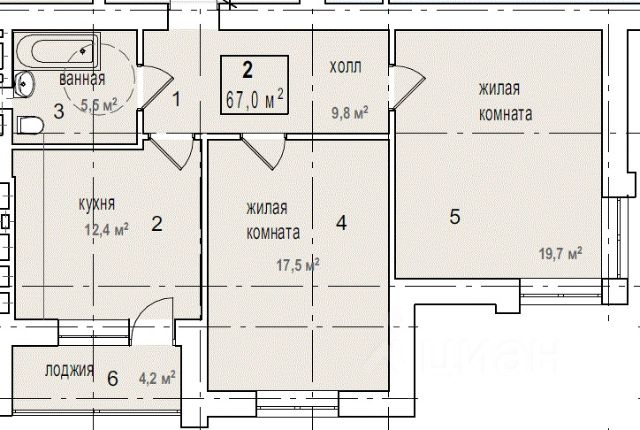 ванная
5,5 м²
3
1
2
67,0 м²
холл
9,8 м²
жилая
комната
5
19,7 м²
кухня
12,4 м²
2
жилая
комната
4
17,5 м²
лоджия
6
4,2 м²
циан